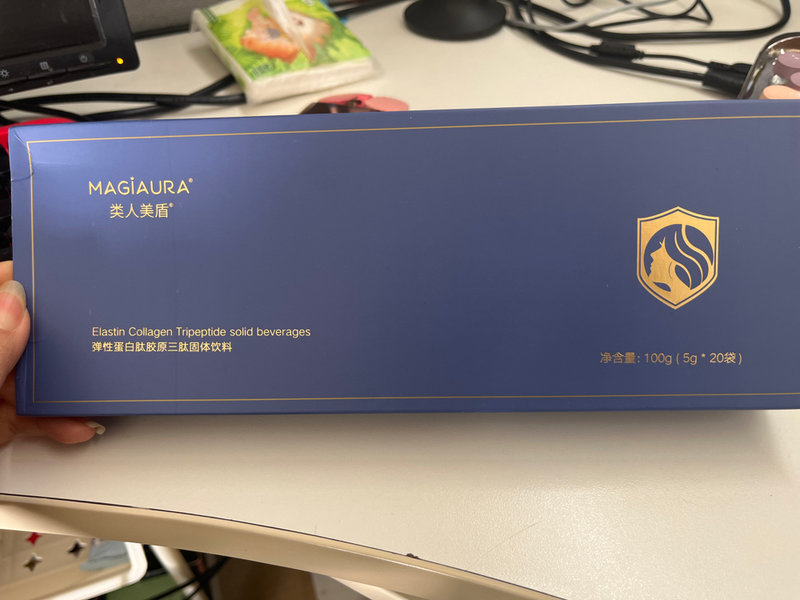 MAGiAURA®
类人美盾®
Elastin Collagen Tripeptide solid beverages
弹性蛋白肽胶原三肽固体饮料
净含量: 100g ( 5g * 20袋 )